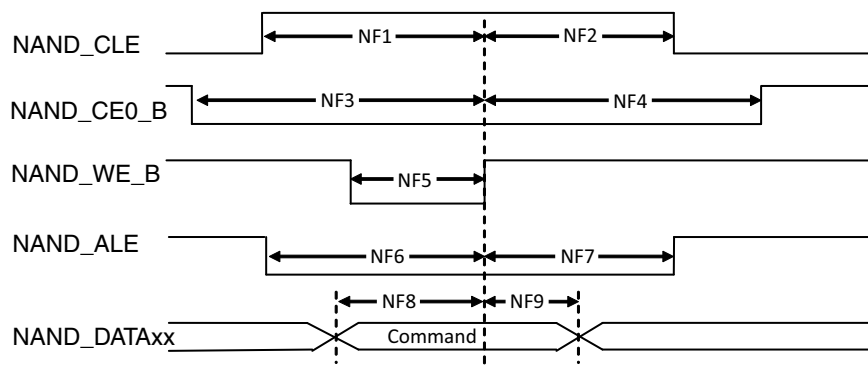 NAND_CLE NF1 NF2
NAND_CE0_B NF3 NF4
NAND_WE_B NF5
NAND_ALE NF6 NF7
NF8 NF9
NAND_DATAxx Command